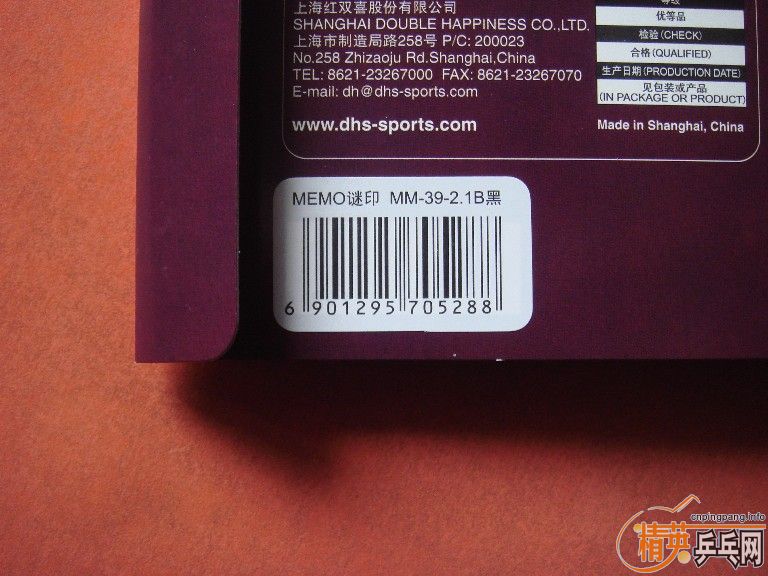 上海红双喜股份有限公司
SHANGHAI DOUBLE HAPPINESS CO.,LTD.
上海市制造局路258号 P/C: 200023
No.258 Zhizaoju Rd.Shanghai,China
TEL: 8621-23267000 FAX: 8621-23267070
E-mail: dh@dhs-sports.com
www.dhs-sports.com
等级
优等品
检验(CHECK)
合格(QUALIFIED)
生产日期(PRODUCTION DATE)
见包装或产品
(IN PACKAGE OR PRODUCT)
Made in Shanghai, China
MEMO谜印 MM-39-2.1B黑
6 901295 705288
cnpingpang.info
精英乒乓网